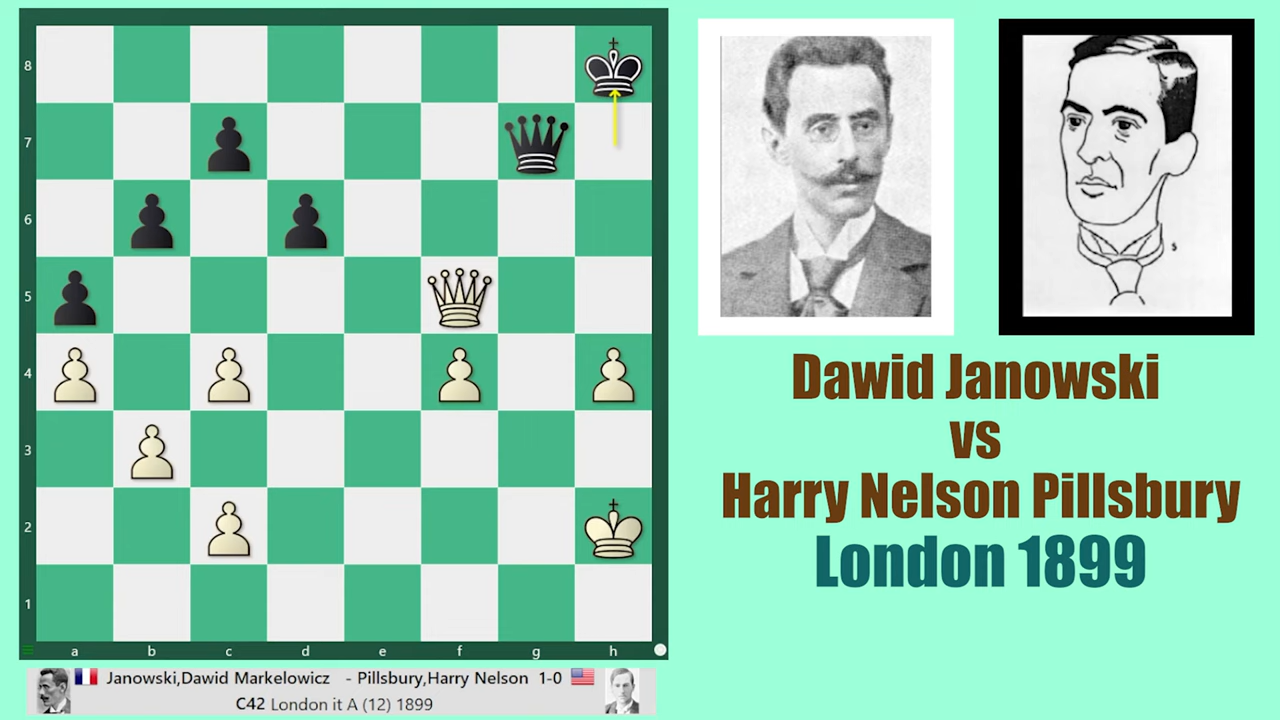 8
7
6
5
4
3
2
1
a b c d e f g h
Janowski,Dawid Markelowicz - Pillsbury,Harry Nelson 1-0
C42 London it A (12) 1899
S
Dawid Janowski
vs
Harry Nelson Pillsbury
London 1899